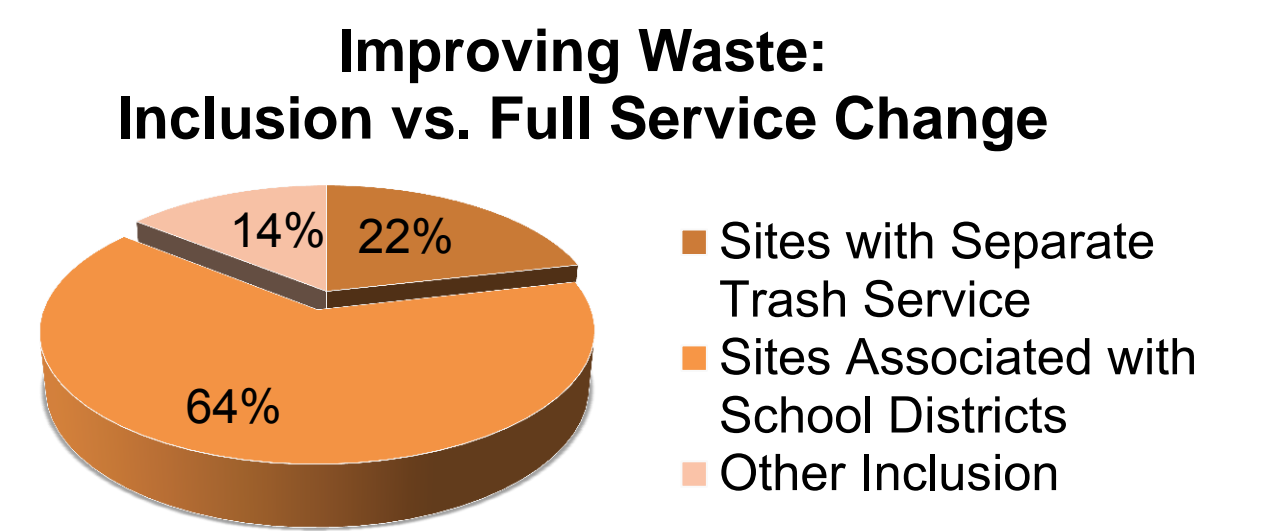 Improving Waste:
Inclusion vs. Full Service Change
14%
22%
64%
Sites with Separate
Trash Service
Sites Associated with
School Districts
Other Inclusion